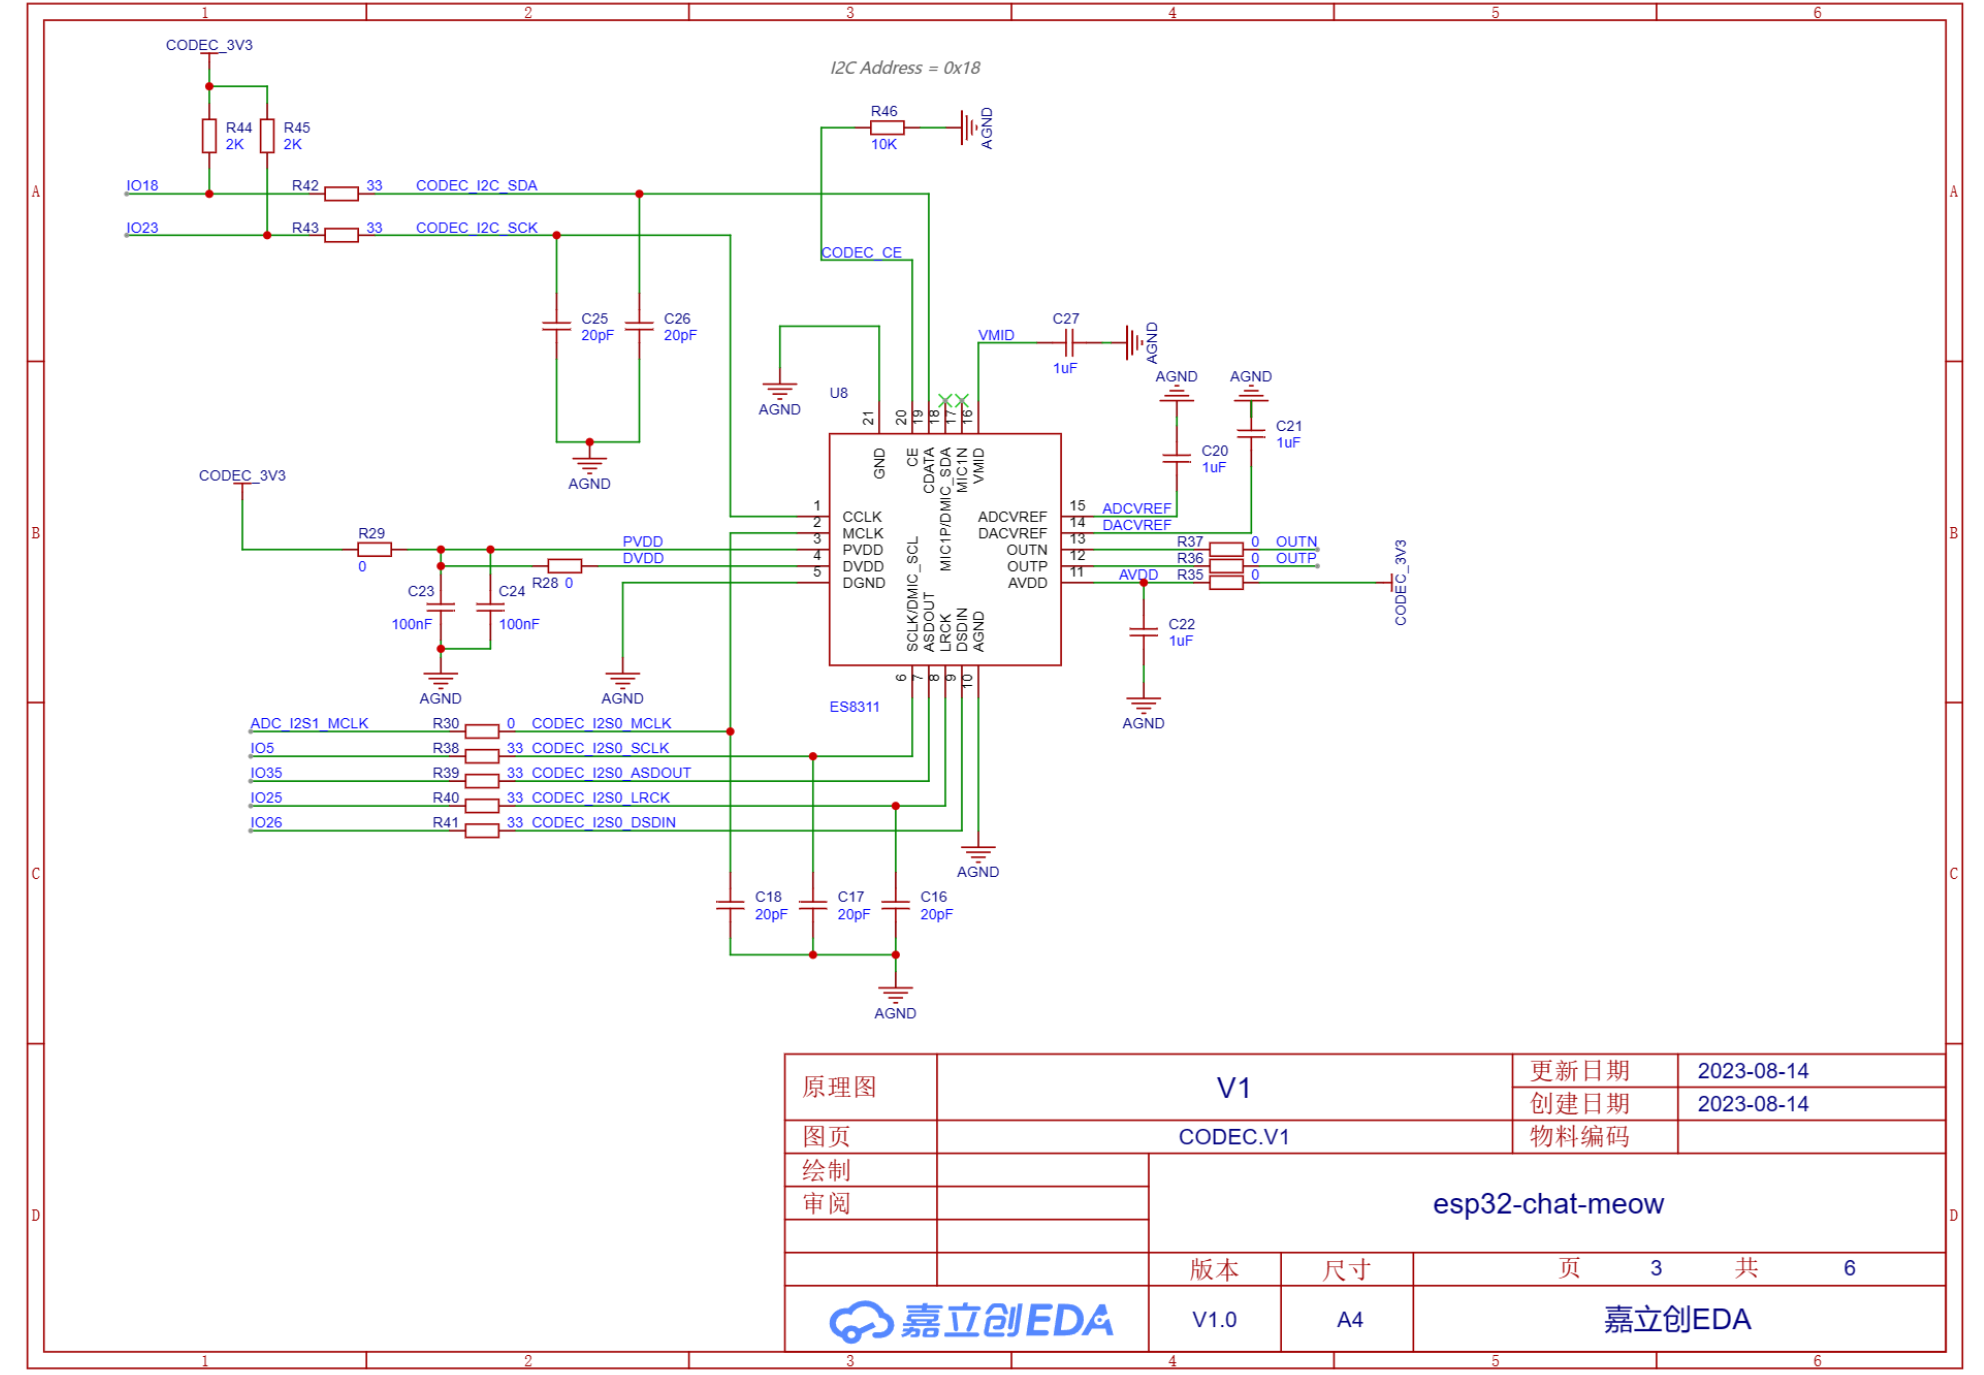 1 2 3 4 5 6
CODEC_3V3
I2C Address = 0x18
R44
2K
R45
2K
R46
10K
AGND
A
A
IO18
R42
33
CODEC_I2C_SDA
IO23
R43
33
CODEC_I2C_SCK
CODEC_CE
C25
20pF
C26
20pF
AGND
VMID
C27
1uF
AGND
AGND
AGND
AGND
C20
1uF
C21
1uF
U8
21
20
19
18
17
16
GND
CE
CDATA
MIC1P/DMIC_SDA
MIC1N
VMID
CODEC_3V3
B
B
R29
0
PVDD
DVDD
R28 0
C23
100nF
C24
100nF
AGND
AGND
1
2
3
4
5
CCLK
MCLK
PVDD
DVDD
DGND
ADCVREF
DACVREF
OUTN
OUTP
AVDD
15
14
13
12
11
ADCVREF
DACVREF
R37
0
OUTN
R36
0
OUTP
AVDD
R35
0
CODEC_3V3
C22
1uF
AGND
SCLK/DMIC_SCL
ASDOUT
LRCK
DSDIN
AGND
6
7
8
9
10
ES8311
ADC_I2S1_MCLK
R30
0
CODEC_I2S0_MCLK
IO5
R38
33
CODEC_I2S0_SCLK
IO35
R39
33
CODEC_I2S0_ASDOUT
IO25
R40
33
CODEC_I2S0_LRCK
IO26
R41
33
CODEC_I2S0_DSDIN
AGND
C
C
C18
20pF
C17
20pF
C16
20pF
AGND
D
D
原理图
V1
更新日期
2023-08-14
创建日期
2023-08-14
图页
CODEC.V1
物料编码
绘制
审阅
esp32-chat-meow
版本
尺寸
页 3 共 6
嘉立创EDA
V1.0
A4
嘉立创EDA
1 2 3 4 5 6